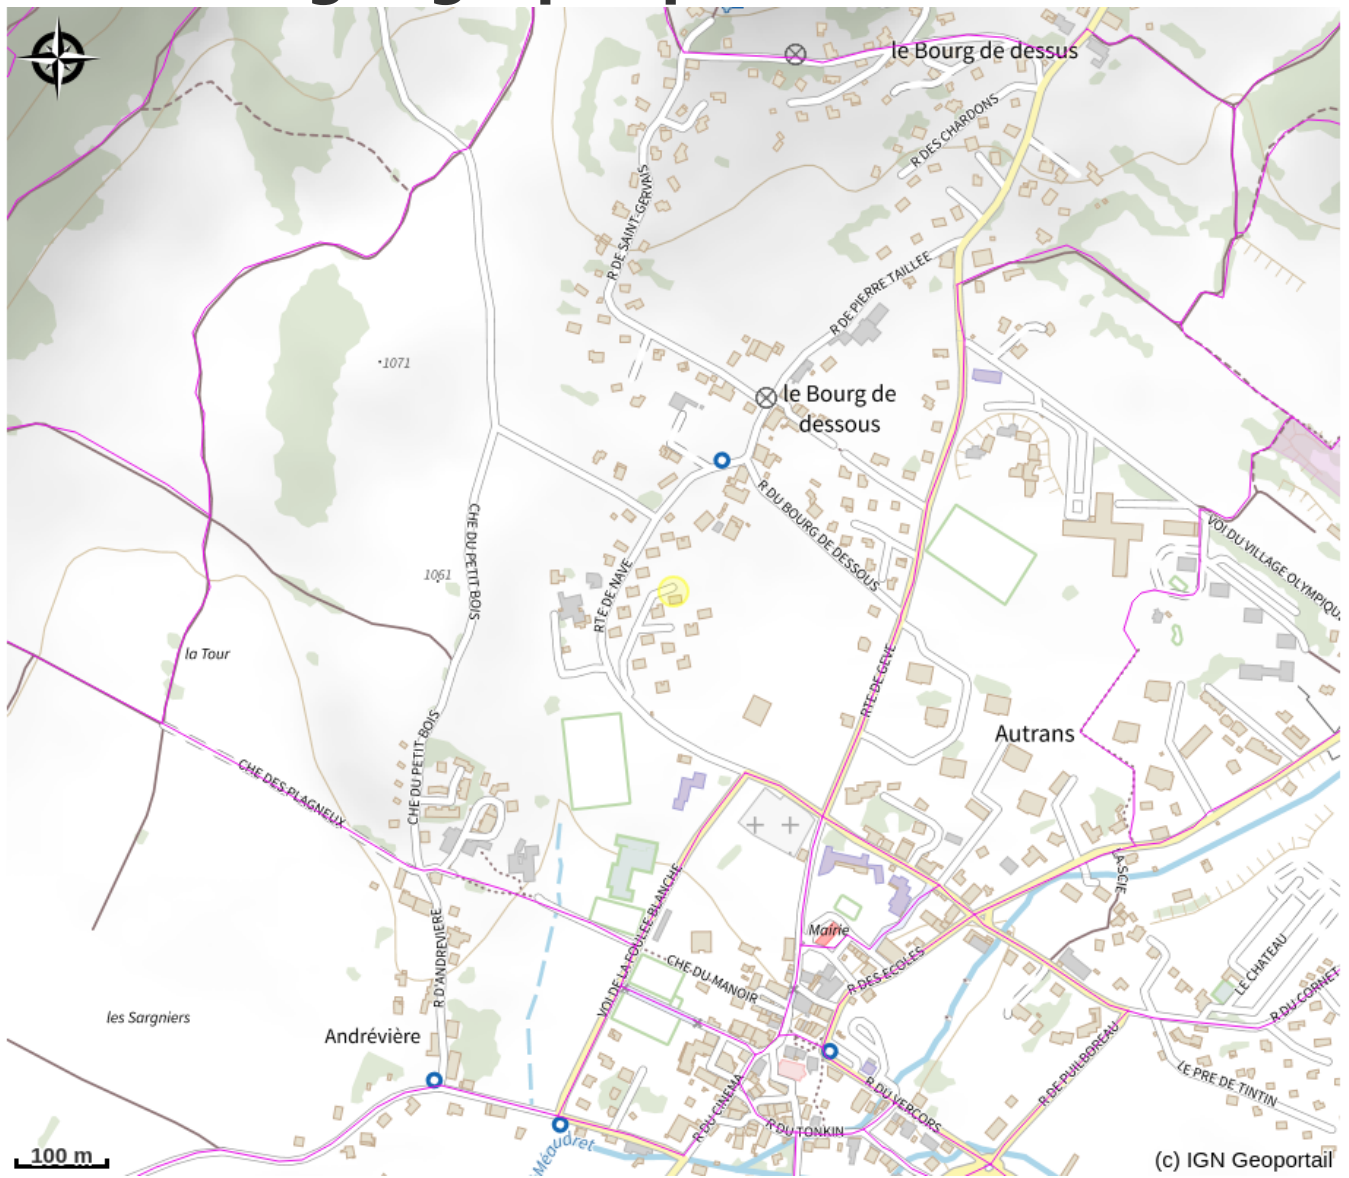 le Bourg de dessus
R DES CHARDONS
R DE SAINT-GERVAIS
R DE PIERRE TAILLEE
1071
le Bourg de
dessous
R DU BOURG DE DESSOUS
CHE DU PETIT BOIS
VOI DU VILLAGE OLYMPIQU
1061
RTE DE NAVE
la Tour
RTE DE GEVE
Autrans
CHE DU PETIT BOIS
CHE DES PLAGNEUX
LA SCIE
VOI DE LA FOULEE BLANCHE
Mairie
R D'ANDREVIERE
CHE DU MANOIR
R DES ECOLES
LE CHATEAU
R DU CORNET
les Sargniers
Andrévière
R DE PUILBOREAU
LE PRE DE TINTIN
R DU CINEMA
R DU VERCORS
R DU TONKIN
Méaudret
100 m
(c) IGN Geoportail